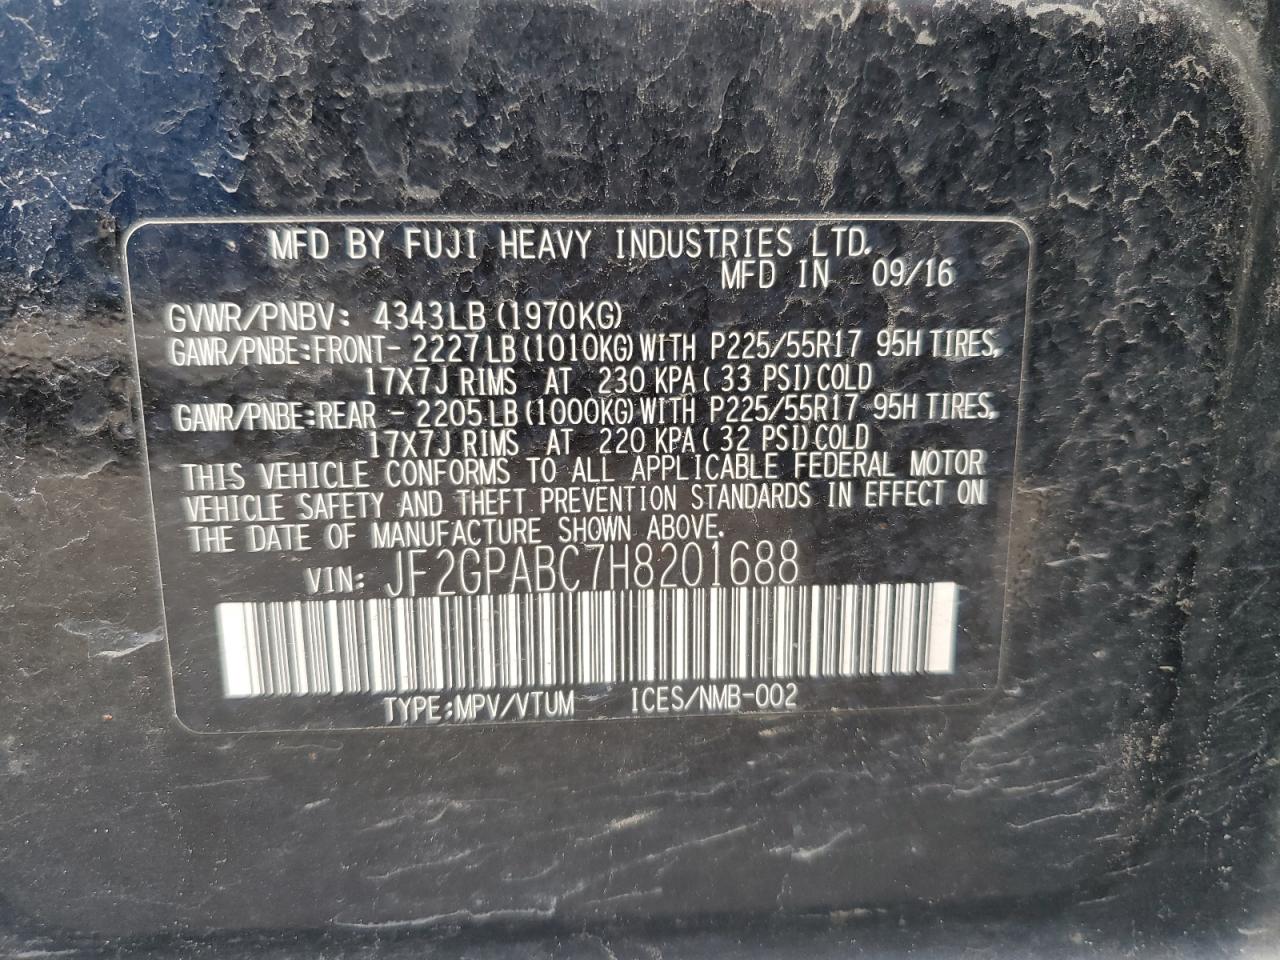 MFD BY FUJI HEAVY INDUSTRIES LTD.
MFD IN 09/16
GVWR/PNBV: 4343LB (1970KG)
GAWR/PNBE:FRONT- 2227LB (1010KG) WITH P225/55R17 95H TIRES,
17X7J RIMS AT 230 KPA ( 33 PSI) COLD
GAWR/PNBE:REAR - 2205LB (1000KG) WITH P225/55R17 95H TIRES,
17X7J RIMS AT 220 KPA ( 32 PSI) COLD
THIS VEHICLE CONFORMS TO ALL APPLICABLE FEDERAL MOTOR
VEHICLE SAFETY AND THEFT PREVENTION STANDARDS IN EFFECT ON
THE DATE OF MANUFACTURE SHOWN ABOVE.
VIN: JF2GPABC7H8201688
TYPE:MPV/VTUM ICES/NMB-002